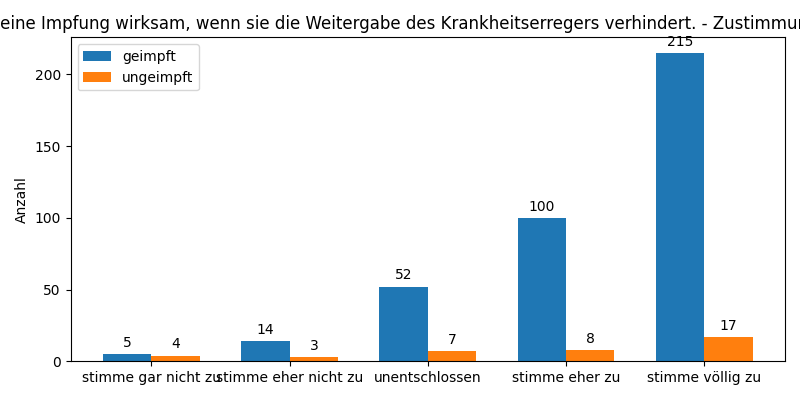 eine Impfung wirksam, wenn sie die Weitergabe des Krankheitserregers verhindert. - Zustimmu
geimpft
ungeimpft
Anzahl
200
150
100
50
0
5
4
14
3
52
7
100
8
215
17
stimme gar nicht zu
stimme eher nicht zu
unentschlossen
stimme eher zu
stimme völlig zu